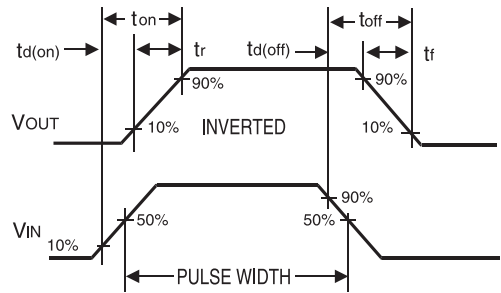 ton toff
td(on) tr td(off) tf
90% 90%
VOUT 10% INVERTED 10%
90%
VIN 50% 50%
10%
PULSE WIDTH